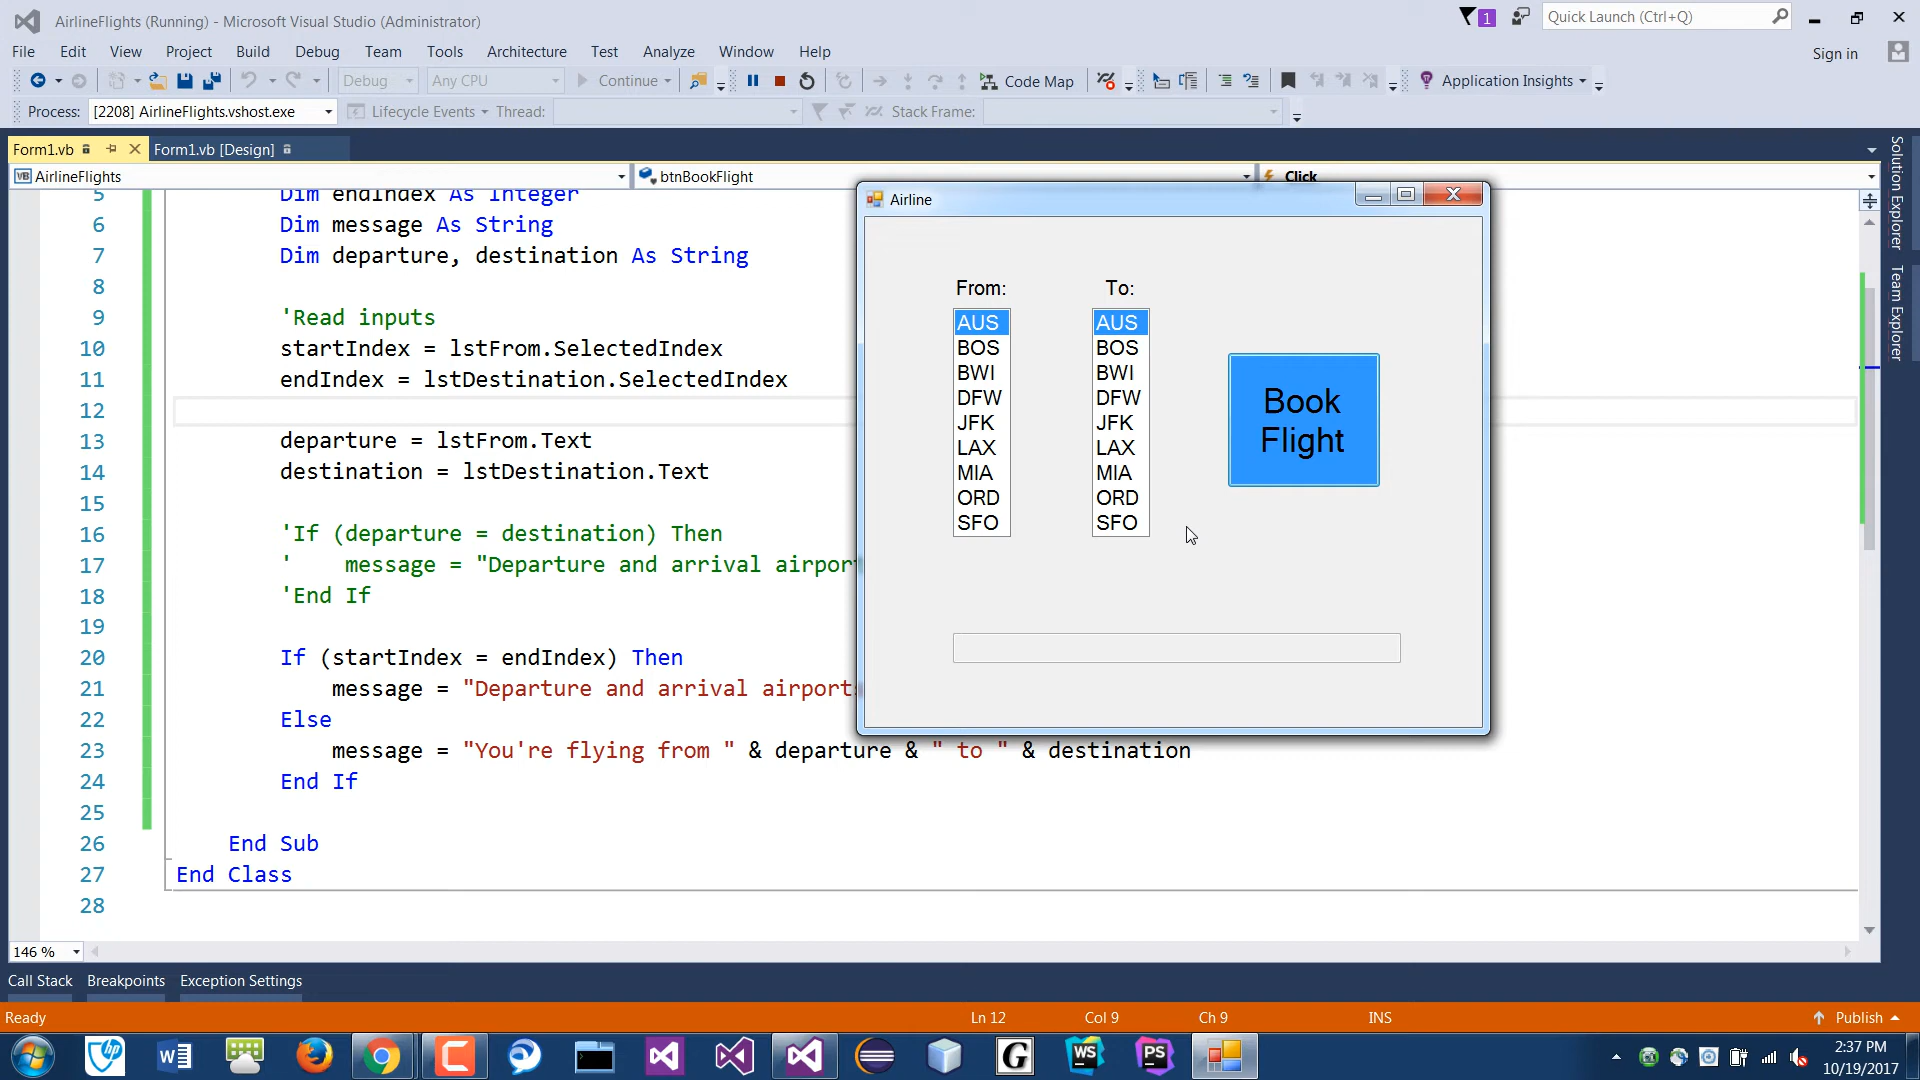 AirlineFlights (Running) - Microsoft Visual Studio (Administrator)
1
Quick Launch (Ctrl+Q)
File Edit View Project Build Debug Team Tools Architecture Test Analyze Window Help
Sign in
Debug Any CPU Continue Code Map Application Insights
Process: [2208] AirlineFlights.vshost.exe Lifecycle Events Thread: Stack Frame:
Form1.vb Form1.vb [Design]
VB AirlineFlights btnBookFlight Click
Solution Explorer
Team Explorer
5 Dim endIndex As Integer
6 Dim message As String
7 Dim departure, destination As String
8
9 'Read inputs
10 startIndex = lstFrom.SelectedIndex
11 endIndex = lstDestination.SelectedIndex
12
13 departure = lstFrom.Text
14 destination = lstDestination.Text
15
16 'If (departure = destination) Then
17 ' message = "Departure and arrival airpor
18 'End If
19
20 If (startIndex = endIndex) Then
21 message = "Departure and arrival airports
22 Else
23 message = "You're flying from " & departure & " to " & destination
24 End If
25
26 End Sub
27 End Class
28
Airline
From: To:
AUS AUS
BOS BOS
BWI BWI
DFW DFW
JFK JFK
LAX LAX
MIA MIA
ORD ORD
SFO SFO
Book
Flight
146 %
Call Stack Breakpoints Exception Settings
Ready Ln 12 Col 9 Ch 9 INS Publish
hp W C G WS PS
2:37 PM
10/19/2017